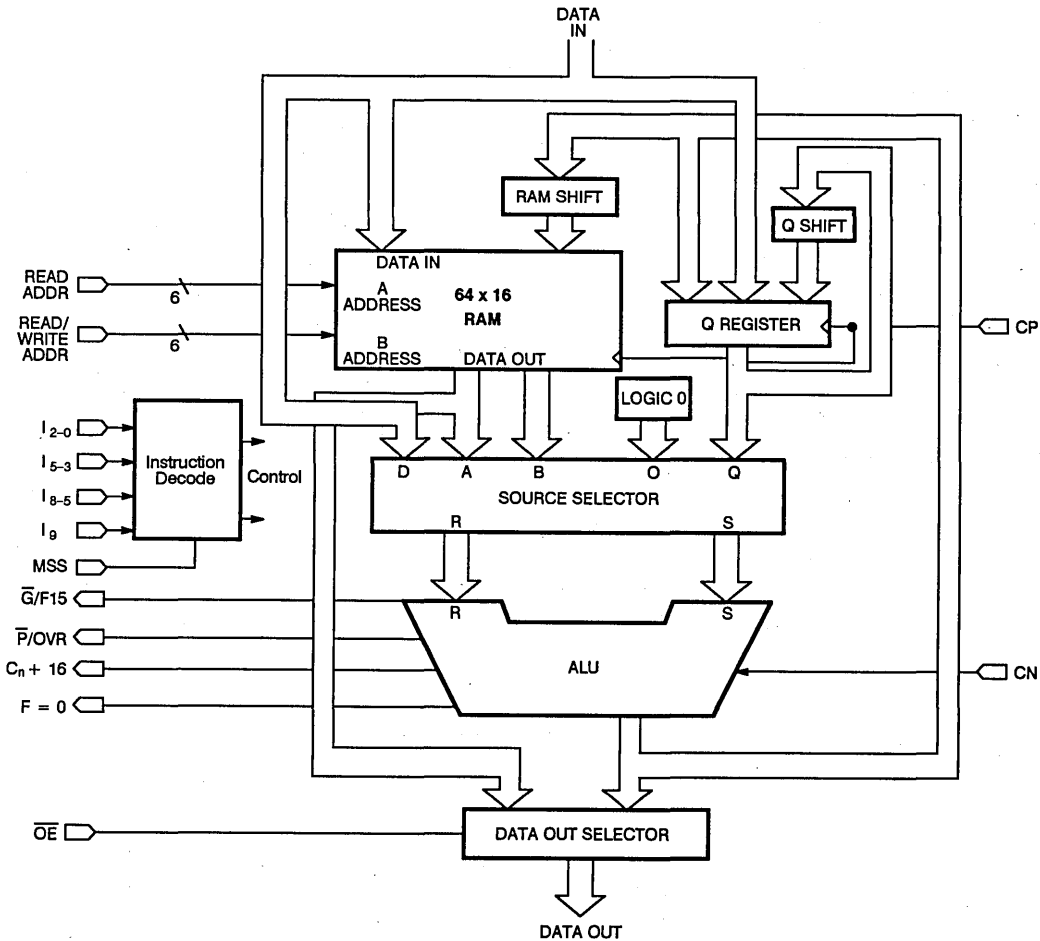 DATA
IN
RAM SHIFT
Q SHIFT
READ
ADDR
6
DATA IN
A
ADDRESS
64 x 16
RAM
Q REGISTER
CP
READ/
WRITE
ADDR
6
B
ADDRESS
DATA OUT
LOGIC 0
I2–0
I5–3
I8–5
I9
MSS
Instruction
Decode
Control
D A B O Q
SOURCE SELECTOR
R S
G̅/F15
P̅/OVR
Cn + 16
F = 0
R S
ALU
CN
O̅E̅
DATA OUT SELECTOR
DATA OUT